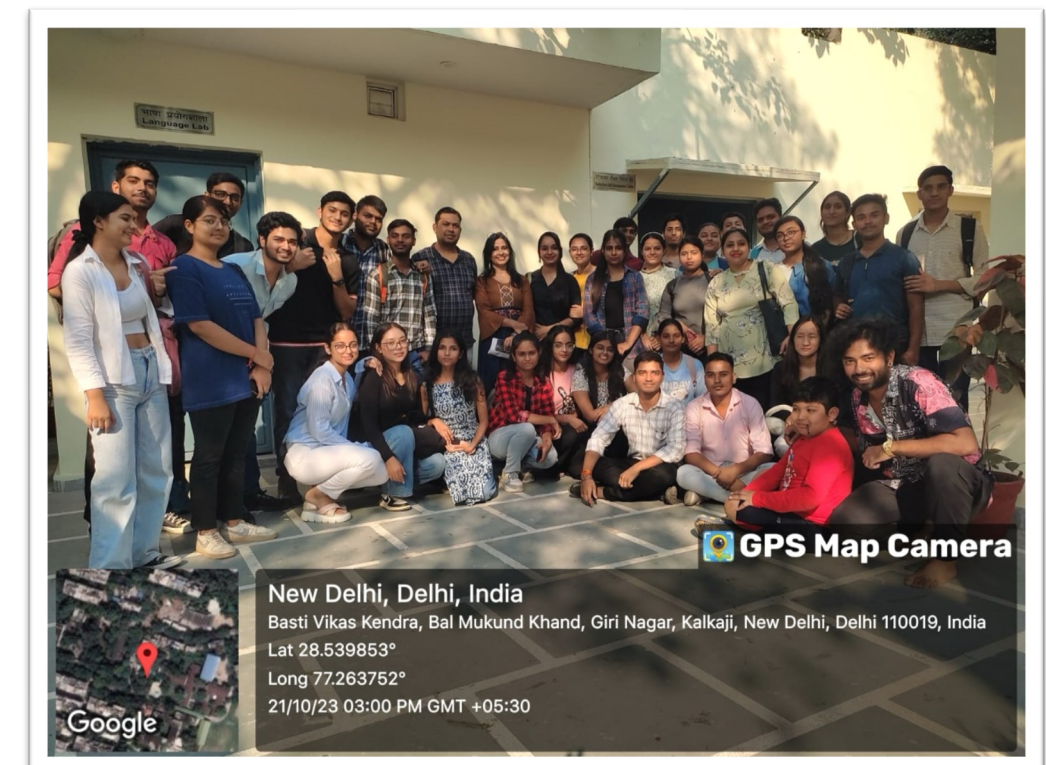 भाषा प्रयोगशाला
Language Lab
GPS Map Camera
New Delhi, Delhi, India
Basti Vikas Kendra, Bal Mukund Khand, Giri Nagar, Kalkaji, New Delhi, Delhi 110019, India
Lat 28.539853°
Long 77.263752°
21/10/23 03:00 PM GMT +05:30
Google